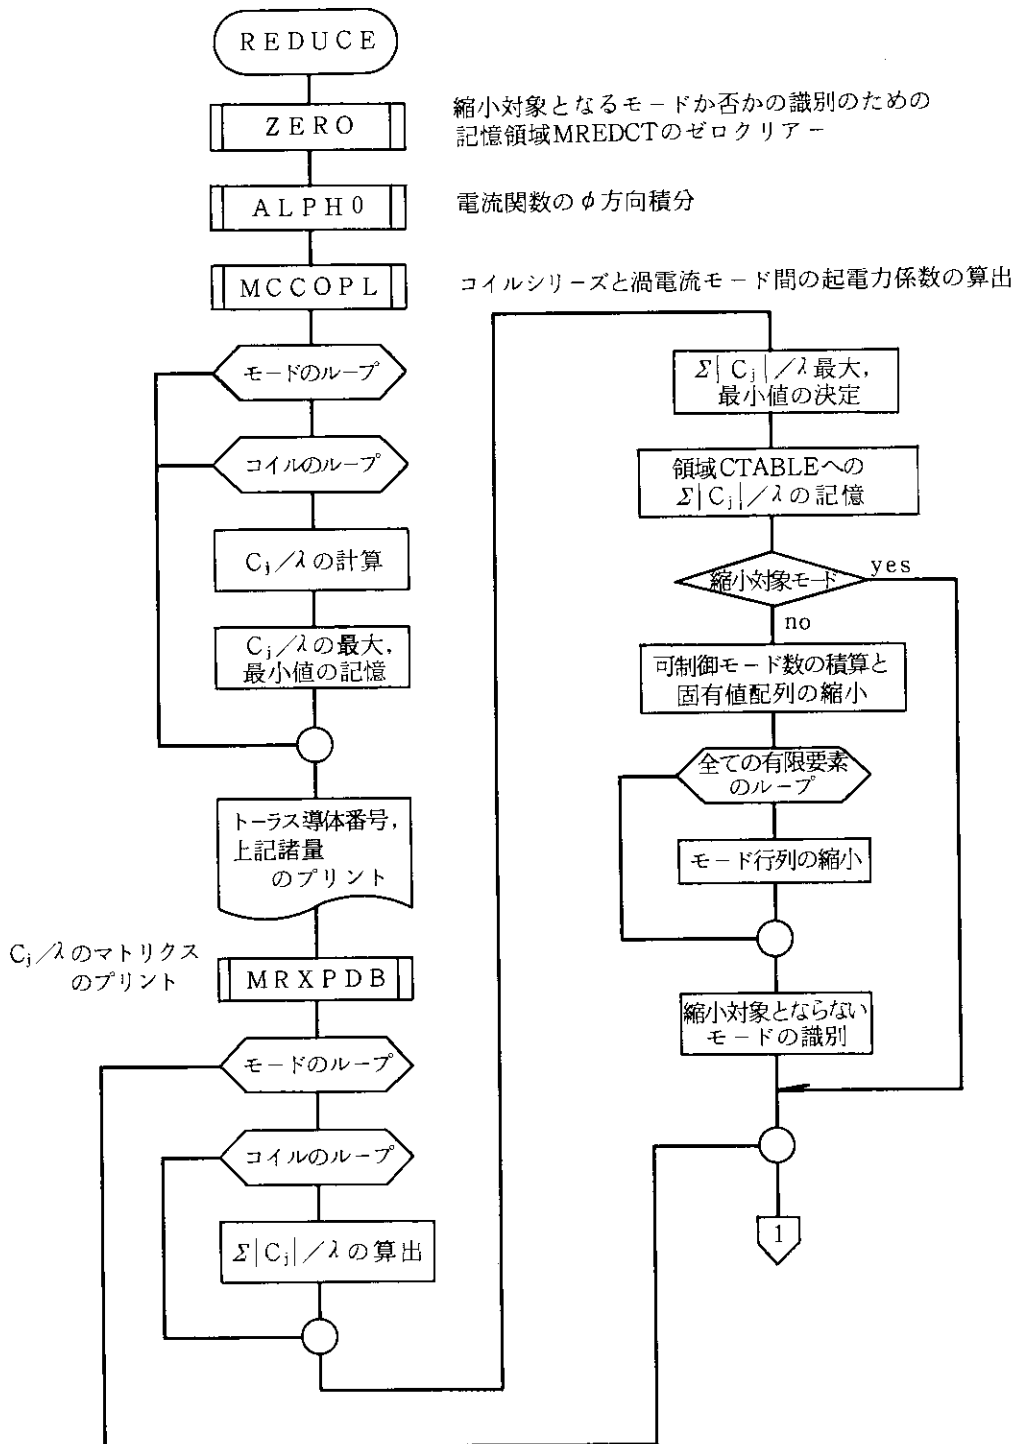 REDUCE
ZERO
縮小対象となるモードか否かの識別のための
記憶領域MREDCTのゼロクリアー
ALPH0
電流関数のφ方向積分
MCCOPL
コイルシリーズと渦電流モード間の起電力係数の算出
モードのループ
コイルのループ
Cj／λの計算
Cj／λの最大,
最小値の記憶
トーラス導体番号,
上記諸量
のプリント
Cj／λのマトリクス
のプリント
MRXPDB
モードのループ
コイルのループ
Σ|Cj|／λの算出
Σ|Cj|／λ最大,
最小値の決定
領域CTABLEへの
Σ|Cj|／λの記憶
縮小対象モード
yes
no
可制御モード数の積算と
固有値配列の縮小
全ての有限要素
のループ
モード行列の縮小
縮小対象とならない
モードの識別
1